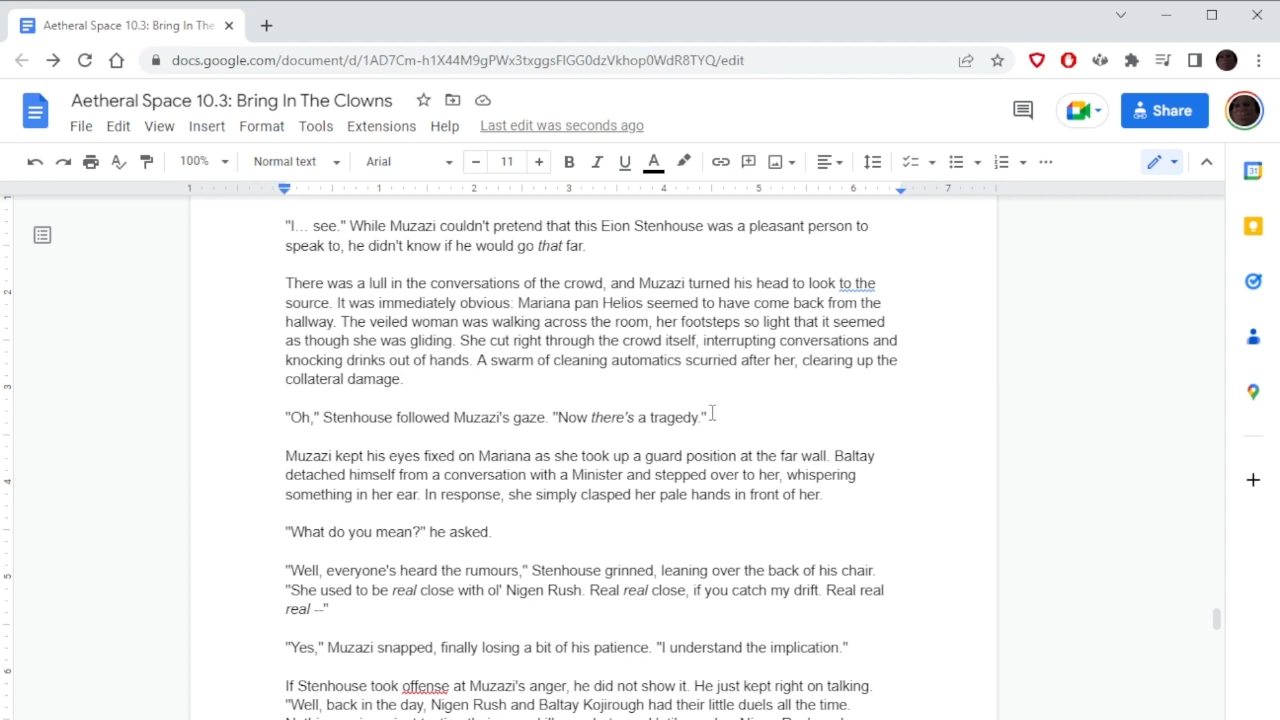 Aetheral Space 10.3: Bring In The
docs.google.com/document/d/1AD7Cm-h1X44M9gPWx3txggsFIGG0dzVkhop0WdR8TYQ/edit
Aetheral Space 10.3: Bring In The Clowns
File Edit View Insert Format Tools Extensions Help Last edit was seconds ago
Share
100% Normal text Arial 11
1 1 2 3 4 5 6 7
"I… see." While Muzazi couldn't pretend that this Eion Stenhouse was a pleasant person to
speak to, he didn't know if he would go that far.
There was a lull in the conversations of the crowd, and Muzazi turned his head to look to the
source. It was immediately obvious: Mariana pan Helios seemed to have come back from the
hallway. The veiled woman was walking across the room, her footsteps so light that it seemed
as though she was gliding. She cut right through the crowd itself, interrupting conversations and
knocking drinks out of hands. A swarm of cleaning automatics scurried after her, clearing up the
collateral damage.
"Oh," Stenhouse followed Muzazi's gaze. "Now there's a tragedy."
Muzazi kept his eyes fixed on Mariana as she took up a guard position at the far wall. Baltay
detached himself from a conversation with a Minister and stepped over to her, whispering
something in her ear. In response, she simply clasped her pale hands in front of her.
"What do you mean?" he asked.
"Well, everyone's heard the rumours," Stenhouse grinned, leaning over the back of his chair.
"She used to be real close with ol' Nigen Rush. Real real close, if you catch my drift. Real real
real --"
"Yes," Muzazi snapped, finally losing a bit of his patience. "I understand the implication."
If Stenhouse took offense at Muzazi's anger, he did not show it. He just kept right on talking.
"Well, back in the day, Nigen Rush and Baltay Kojirough had their little duels all the time.